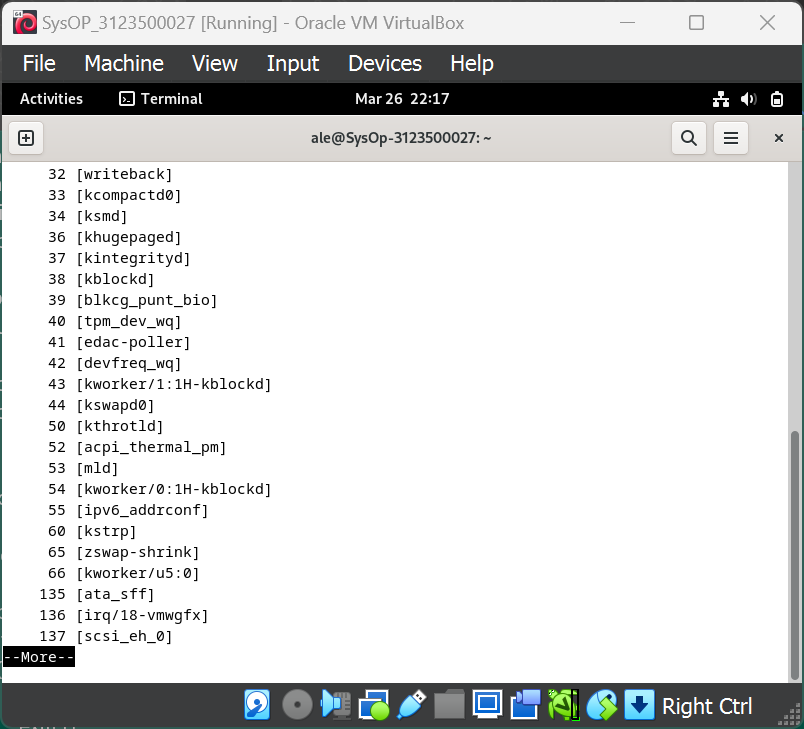 SysOP_3123500027 [Running] - Oracle VM VirtualBox
File Machine View Input Devices Help
Activities Terminal Mar 26 22:17
ale@SysOp-3123500027: ~
32 [writeback]
33 [kcompactd0]
34 [ksmd]
36 [khugepaged]
37 [kintegrityd]
38 [kblockd]
39 [blkcg_punt_bio]
40 [tpm_dev_wq]
41 [edac-poller]
42 [devfreq_wq]
43 [kworker/1:1H-kblockd]
44 [kswapd0]
50 [kthrotld]
52 [acpi_thermal_pm]
53 [mld]
54 [kworker/0:1H-kblockd]
55 [ipv6_addrconf]
60 [kstrp]
65 [zswap-shrink]
66 [kworker/u5:0]
135 [ata_sff]
136 [irq/18-vmwgfx]
137 [scsi_eh_0]
--More--
Right Ctrl